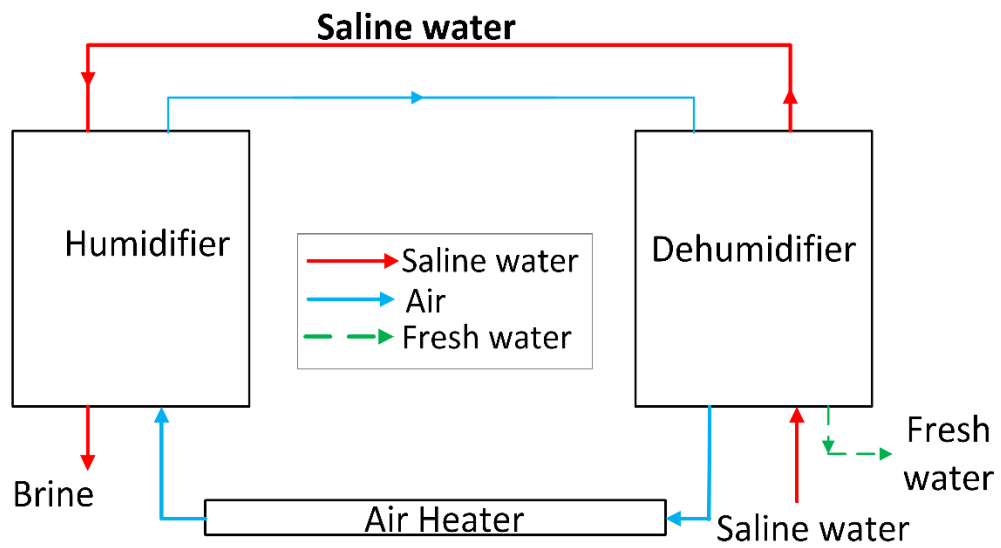 Saline water
Humidifier
Dehumidifier
Saline water
Air
Fresh water
Fresh
water
Brine
Air Heater
Saline water